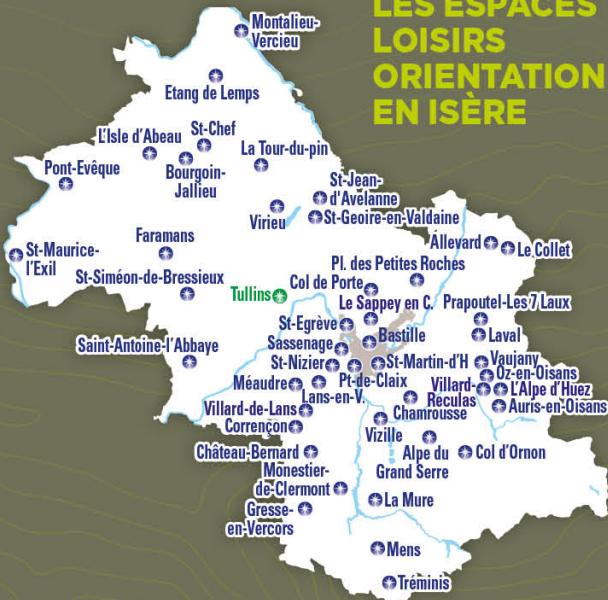 LES ESPACES
LOISIRS
ORIENTATION
EN ISÈRE
Montalieu-
Vercieu
Etang de Lemps
L'Isle d'Abeau
St-Chef
La Tour-du-pin
Pont-Evêque
Bourgoin-
Jallieu
St-Jean-
d'Avelanne
Virieu
St-Geoire-en-Valdaine
St-Maurice-
l'Exil
Faramans
Allevard
Le Collet
St-Siméon-de-Bressieux
Pl. des Petites Roches
Col de Porte
Tullins
Le Sappey en C.
Prapoutel-Les 7 Laux
St-Egrève
Bastille
Laval
Saint-Antoine-l'Abbaye
Sassenage
St-Nizier
St-Martin-d'H
Vaujany
Oz-en-Oisans
Méaudre
Lans-en-V.
Pt-de-Claix
Villard-
Reculas
L'Alpe d'Huez
Auris-en-Oisans
Villard-de-Lans
Chamrousse
Corrençon
Vizille
Château-Bernard
Alpe du
Grand Serre
Col d'Ornon
Monestier-
de-Clermont
La Mure
Gresse-
en-Vercors
Mens
Tréminis